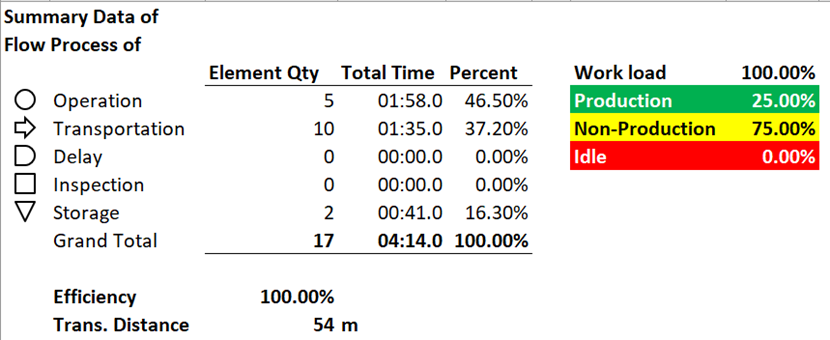 Summary Data of
Flow Process of
Element Qty Total Time Percent Work load 100.00%
Operation 5 01:58.0 46.50% Production 25.00%
Transportation 10 01:35.0 37.20% Non-Production 75.00%
Delay 0 00:00.0 0.00% Idle 0.00%
Inspection 0 00:00.0 0.00%
Storage 2 00:41.0 16.30%
Grand Total 17 04:14.0 100.00%
Efficiency 100.00%
Trans. Distance 54 m